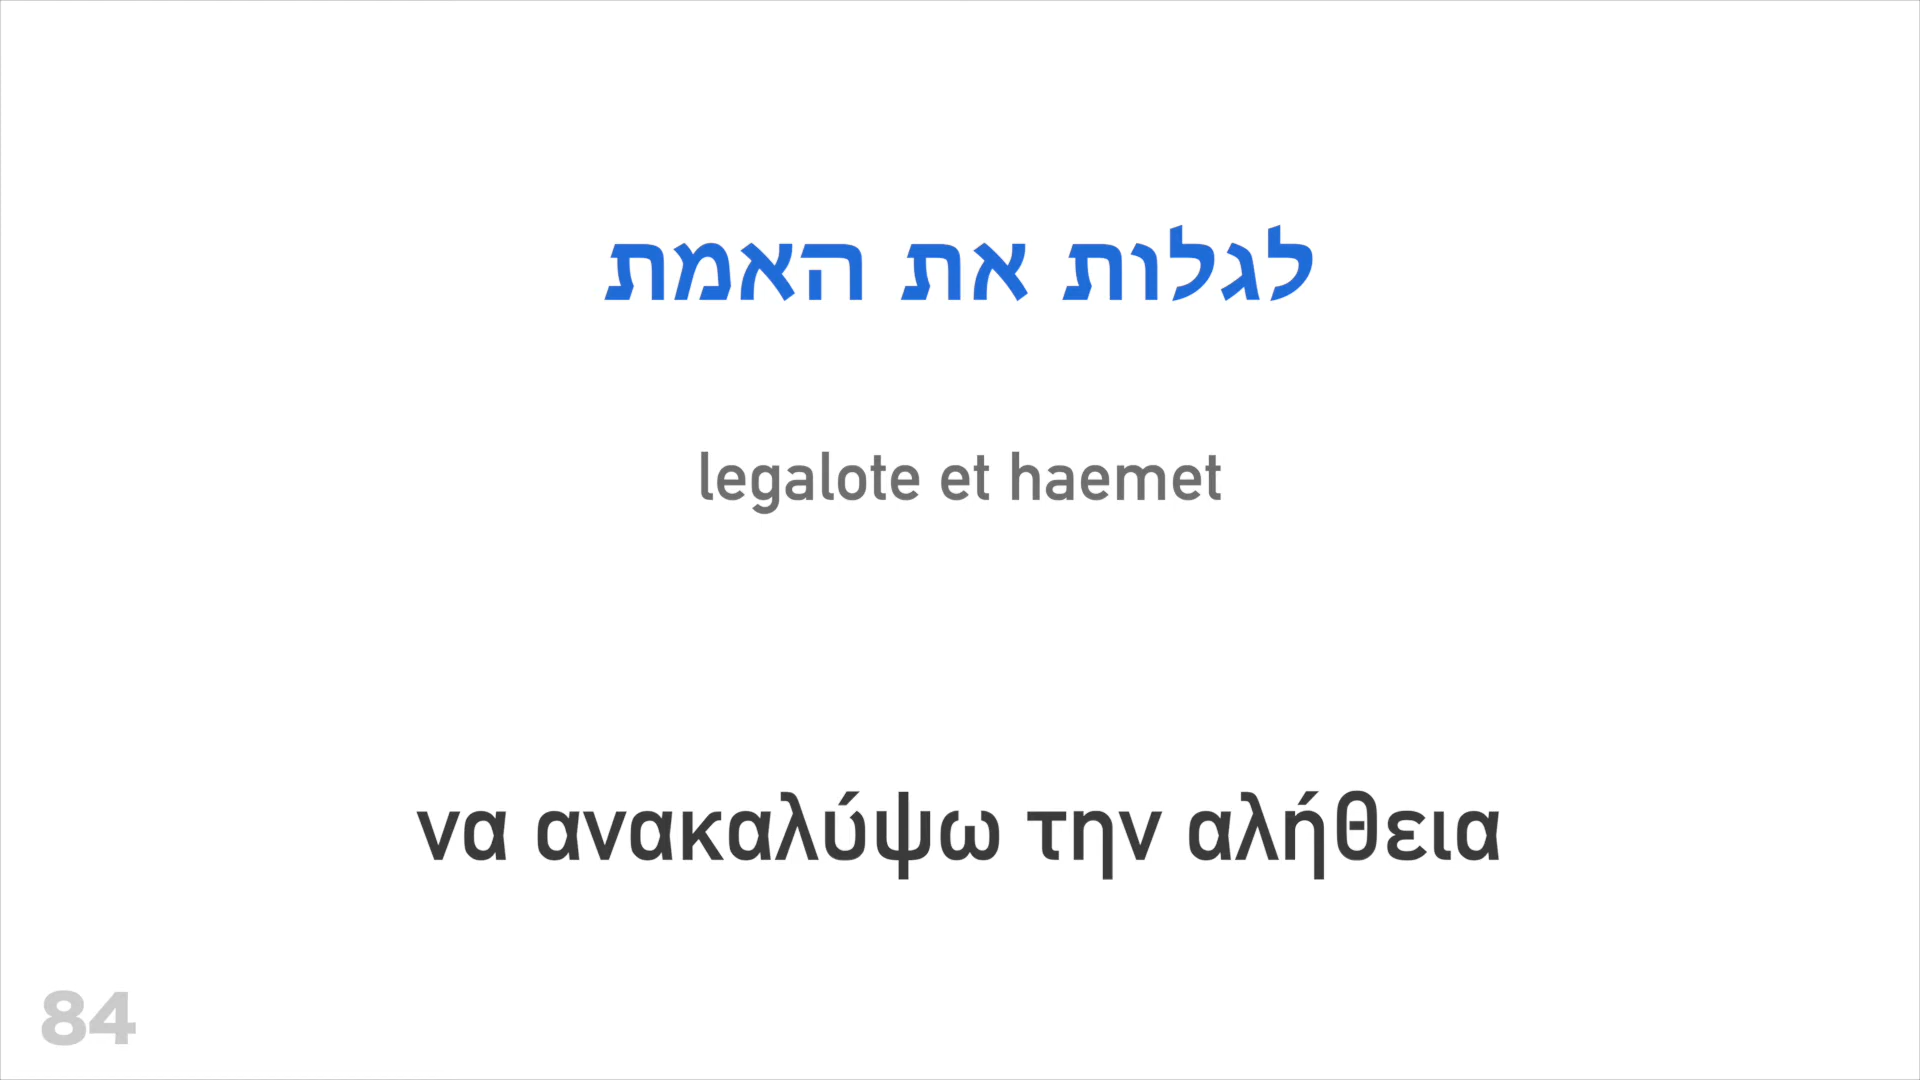 לגלות את האמת
legalote et haemet
να ανακαλύψω την αλήθεια
84